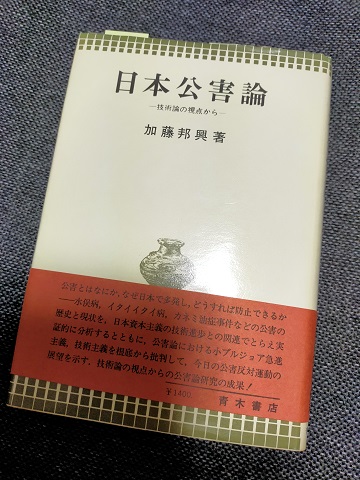 日本公害論
―技術論の視点から―
加藤邦興著
公害とはなにか，なぜ日本で多発し，どうすれば防止できるか
――水俣病，イタイイタイ病，カネミ油症事件などの公害の
歴史と現状を，日本資本主義の技術進歩との関連でとらえ実
証的に分析するとともに，公害論における小ブルジョア急進
主義，技術主義を根底から批判して，今日の公害反対運動の
展望を示す，技術論の視点からの公害論研究の成果！
￥1400
青木書店